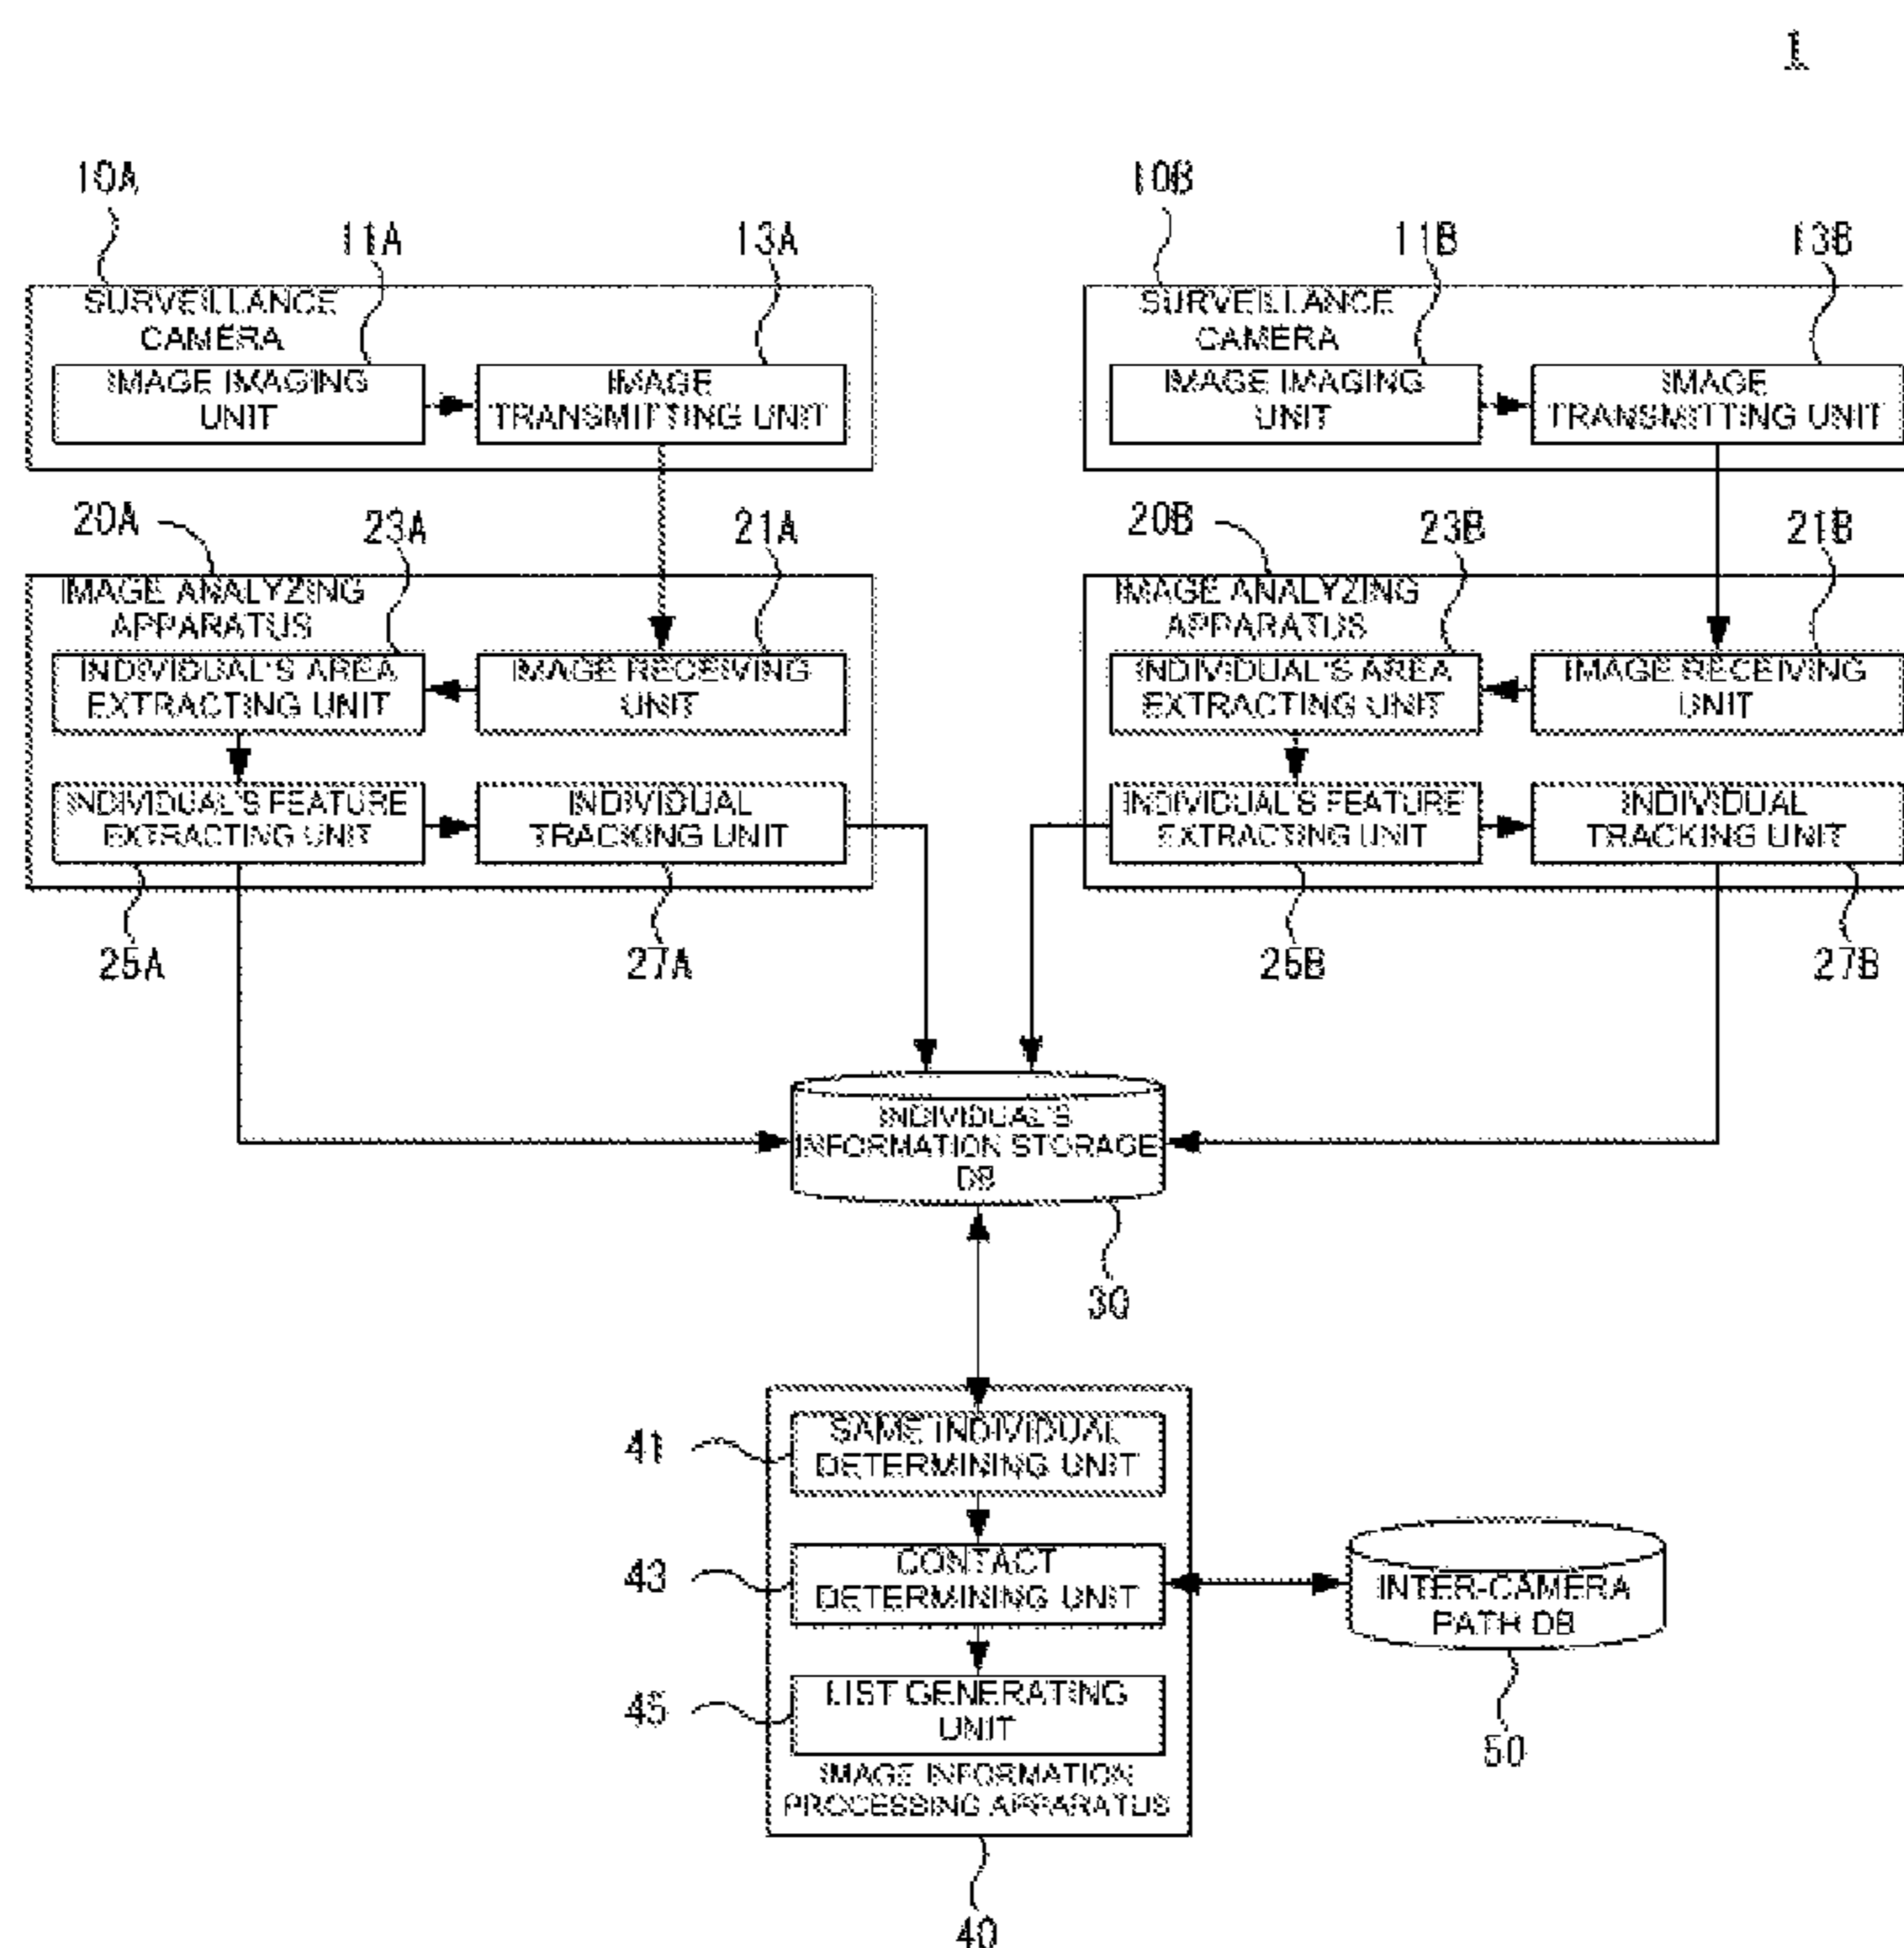 1
10A
10B
11A
13A
11B
13B
SURVEILLANCE
CAMERA
SURVEILLANCE
CAMERA
IMAGE IMAGING
UNIT
IMAGE
TRANSMITTING UNIT
IMAGE IMAGING
UNIT
IMAGE
TRANSMITTING UNIT
20A
23A
21A
20B
23B
21B
IMAGE ANALYZING
APPARATUS
IMAGE ANALYZING
APPARATUS
INDIVIDUAL'S AREA
EXTRACTING UNIT
IMAGE RECEIVING
UNIT
INDIVIDUAL'S AREA
EXTRACTING UNIT
IMAGE RECEIVING
UNIT
INDIVIDUAL'S FEATURE
EXTRACTING UNIT
INDIVIDUAL
TRACKING UNIT
INDIVIDUAL'S FEATURE
EXTRACTING UNIT
INDIVIDUAL
TRACKING UNIT
25A
27A
25B
27B
INDIVIDUAL'S
INFORMATION STORAGE
DB
30
41
SAME INDIVIDUAL
DETERMINING UNIT
43
CONTACT
DETERMINING UNIT
INTER-CAMERA
PATH DB
45
LIST GENERATING
UNIT
50
IMAGE INFORMATION
PROCESSING APPARATUS
40